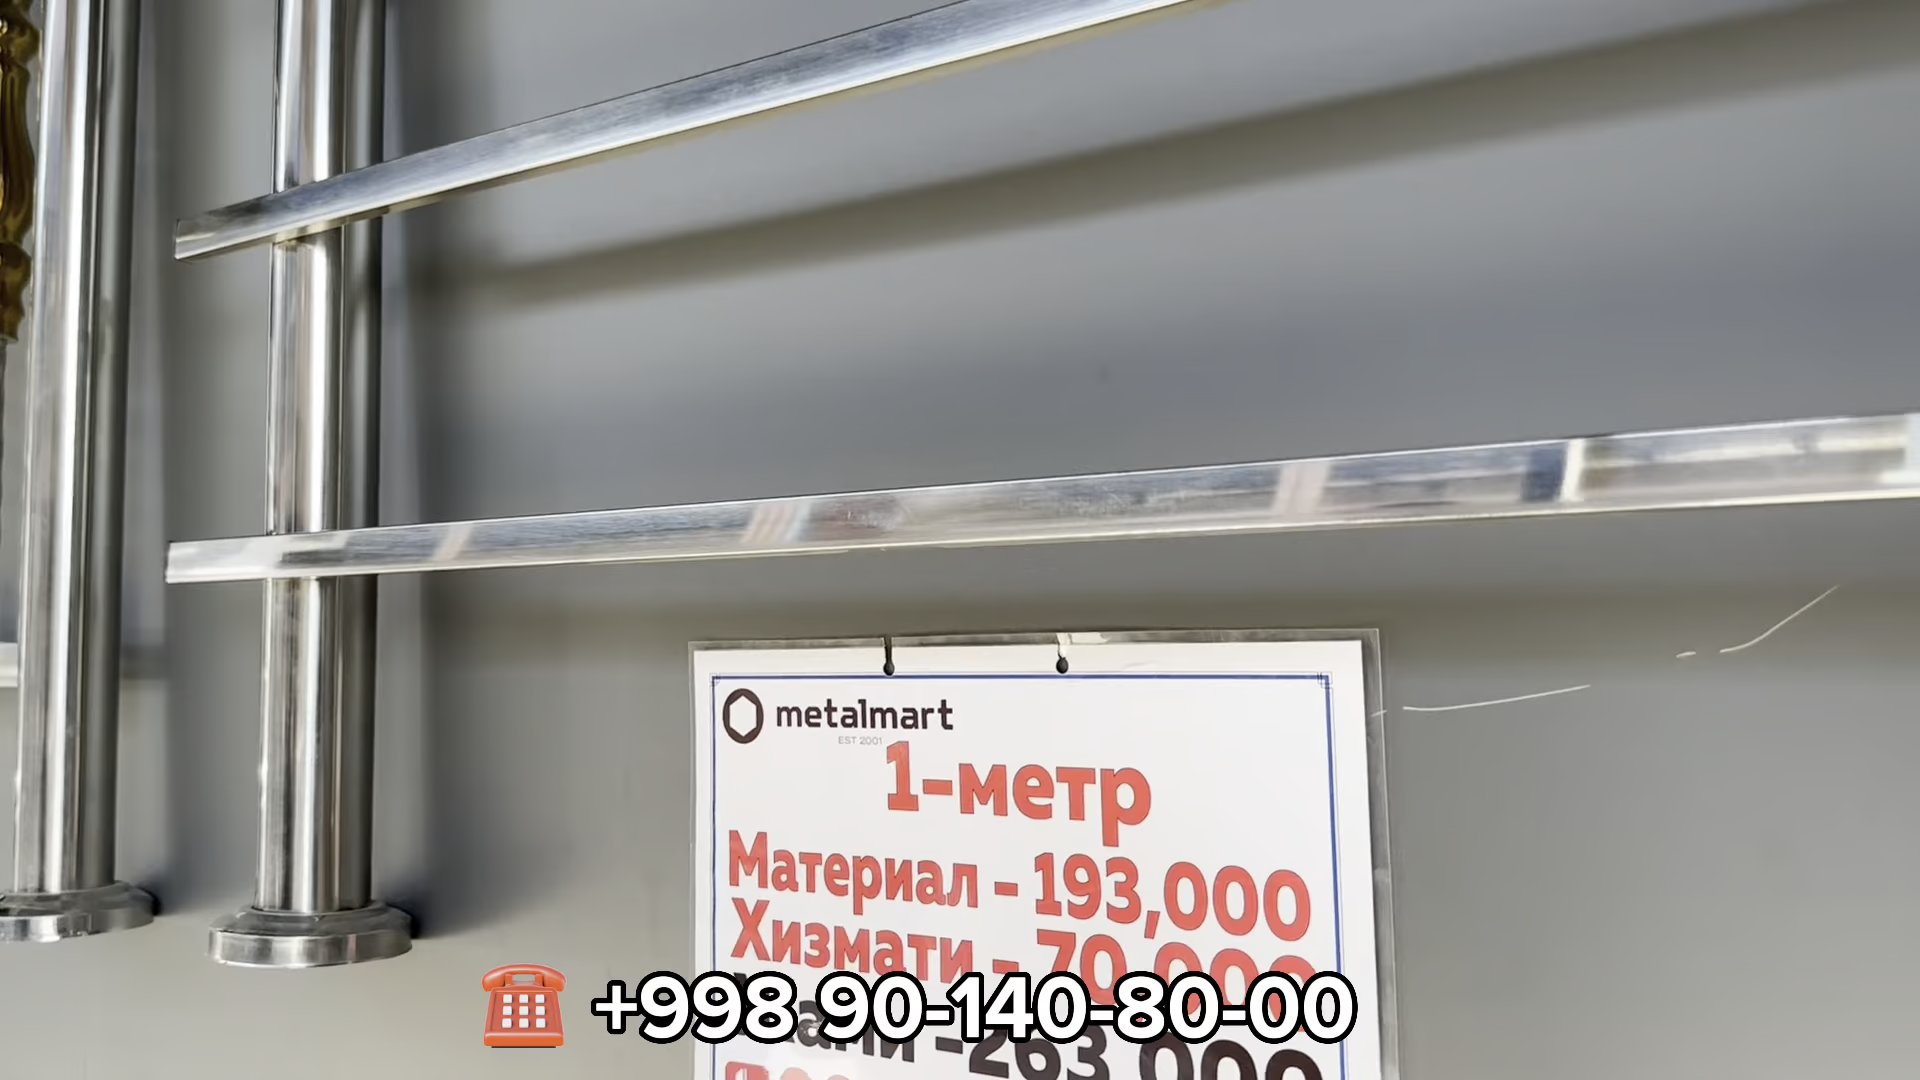 metalmart
EST 2001
1-метр
Материал - 193,000
Хизмати - 70,000
-263,000
☎️ +998 90-140-80-00